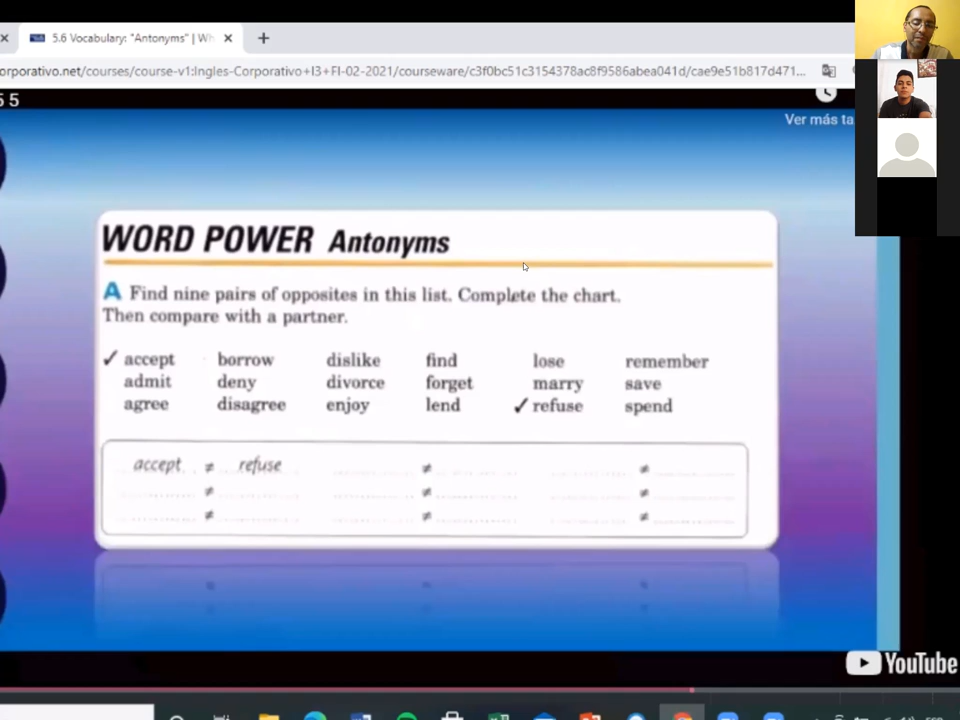 5.6 Vocabulary: "Antonyms" | Wh
orporativo.net/courses/course-v1:Ingles-Corporativo+I3+FI-02-2021/courseware/c3f0bc51c3154378ac8f9586abea041d/cae9e51b817d471...
5 5
Ver más ta
WORD POWER Antonyms
A Find nine pairs of opposites in this list. Complete the chart.
Then compare with a partner.
✓ accept borrow dislike find lose remember
admit deny divorce forget marry save
agree disagree enjoy lend ✓ refuse spend
accept ≠ refuse ≠ ≠
≠ ≠ ≠
≠ ≠ ≠
YouTube